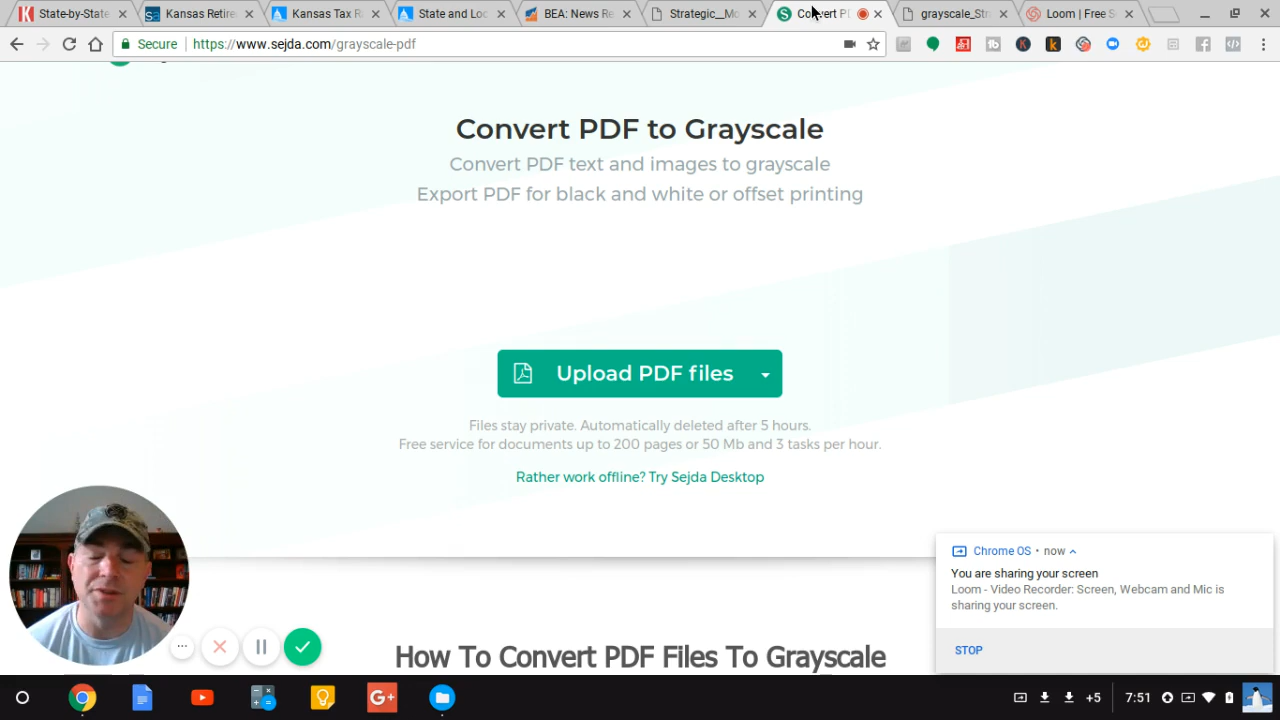 State-by-State
Kansas Retire
Kansas Tax R
State and Loc
BEA: News Re
Strategic__Mo
Convert P
grayscale_Str
Loom | Free S
Secure
https://www.sejda.com/grayscale-pdf
Convert PDF to Grayscale
Convert PDF text and images to grayscale
Export PDF for black and white or offset printing
Upload PDF files
Files stay private. Automatically deleted after 5 hours.
Free service for documents up to 200 pages or 50 Mb and 3 tasks per hour.
Rather work offline? Try Sejda Desktop
Chrome OS • now
You are sharing your screen
Loom - Video Recorder: Screen, Webcam and Mic is
sharing your screen.
STOP
How To Convert PDF Files To Grayscale
+5
7:51